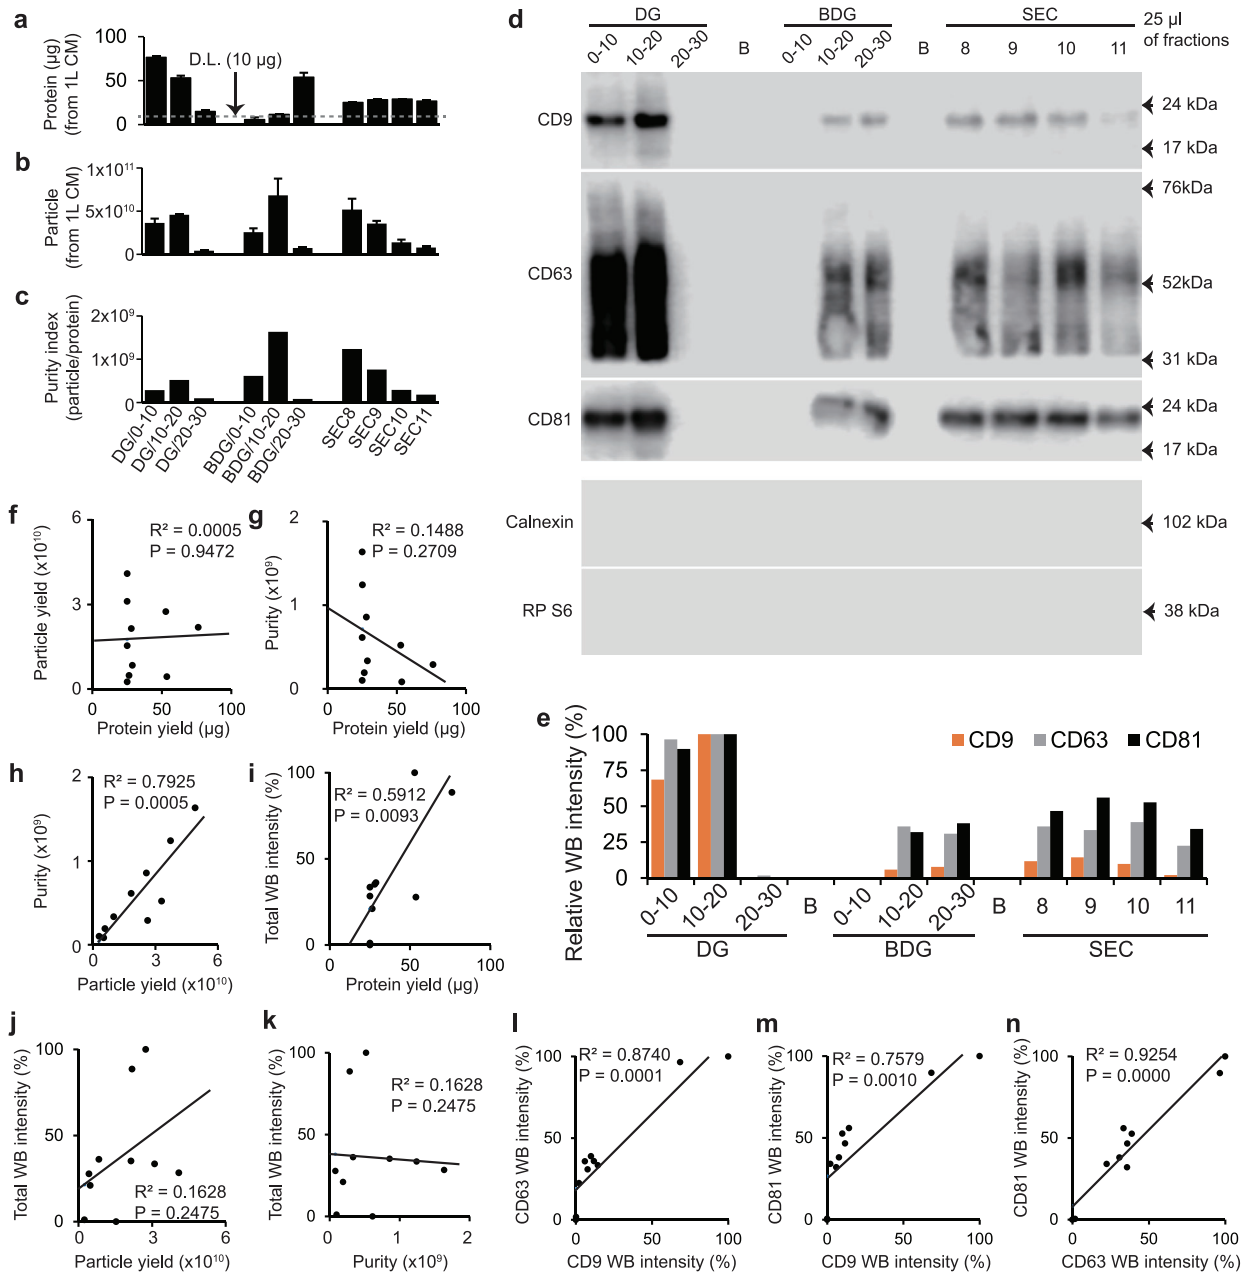 a
Protein (µg)
(from 1L CM)
100
50
0
D.L. (10 µg)
b
Particle
(from 1L CM)
1x10¹¹
5x10¹⁰
0
c
Purity index
(particle/protein)
2x10⁹
1x10⁹
0
DG/0-10
DG/10-20
DG/20-30
BDG/0-10
BDG/10-20
BDG/20-30
SEC8
SEC9
SEC10
SEC11
d
DG
BDG
SEC
25 µl
of fractions
0-10
10-20
20-30
B
0-10
10-20
20-30
B
8
9
10
11
CD9
24 kDa
17 kDa
CD63
76kDa
52kDa
31 kDa
CD81
24 kDa
17 kDa
Calnexin
102 kDa
RP S6
38 kDa
e
Relative WB intensity (%)
100
75
50
25
0
CD9
CD63
CD81
0-10
10-20
20-30
B
0-10
10-20
20-30
B
8
9
10
11
DG
BDG
SEC
f
Particle yield (x10¹⁰)
6
3
0
R² = 0.0005
P = 0.9472
0
50
100
Protein yield (µg)
g
Purity (x10⁹)
2
1
0
R² = 0.1488
P = 0.2709
0
50
100
Protein yield (µg)
h
Purity (x10⁹)
2
1
0
R² = 0.7925
P = 0.0005
0
3
6
Particle yield (x10¹⁰)
i
Total WB intensity (%)
100
50
0
R² = 0.5912
P = 0.0093
0
50
100
Protein yield (µg)
j
Total WB intensity (%)
100
50
0
R² = 0.1628
P = 0.2475
0
3
6
Particle yield (x10¹⁰)
k
Total WB intensity (%)
100
50
0
R² = 0.1628
P = 0.2475
0
1
2
Purity (x10⁹)
l
CD63 WB intensity (%)
100
50
0
R² = 0.8740
P = 0.0001
0
50
100
CD9 WB intensity (%)
m
CD81 WB intensity (%)
100
50
0
R² = 0.7579
P = 0.0010
0
50
100
CD9 WB intensity (%)
n
CD81 WB intensity (%)
100
50
0
R² = 0.9254
P = 0.0000
0
50
100
CD63 WB intensity (%)